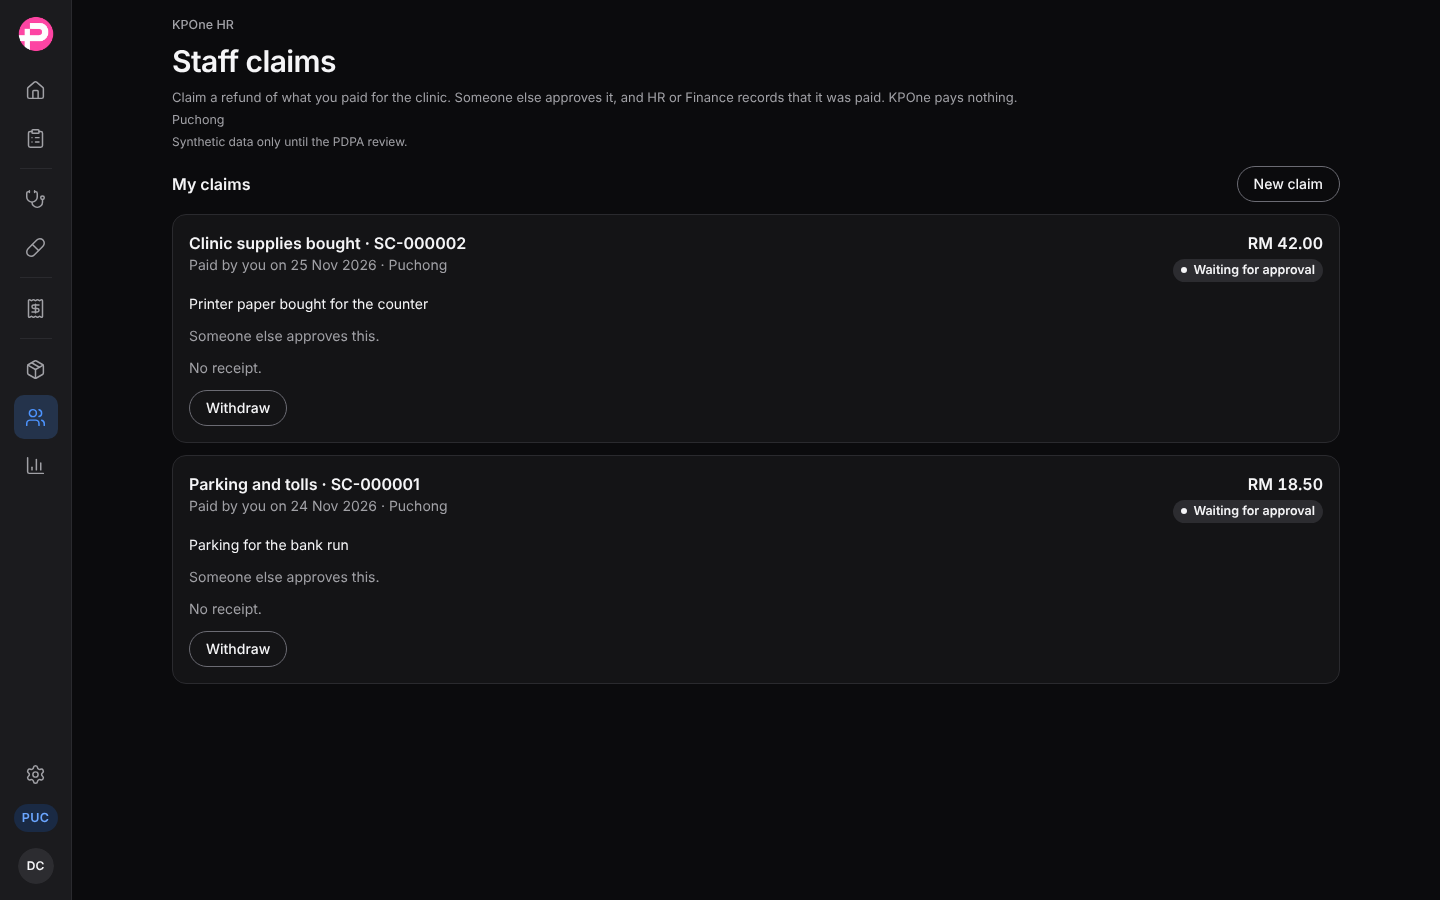 KPOne HR
Staff claims
Claim a refund of what you paid for the clinic. Someone else approves it, and HR or Finance records that it was paid. KPOne pays nothing.
Puchong
Synthetic data only until the PDPA review.
My claims
New claim
Clinic supplies bought · SC-000002
RM 42.00
Paid by you on 25 Nov 2026 · Puchong
Waiting for approval
Printer paper bought for the counter
Someone else approves this.
No receipt.
Withdraw
Parking and tolls · SC-000001
RM 18.50
Paid by you on 24 Nov 2026 · Puchong
Waiting for approval
Parking for the bank run
Someone else approves this.
No receipt.
Withdraw
PUC
DC